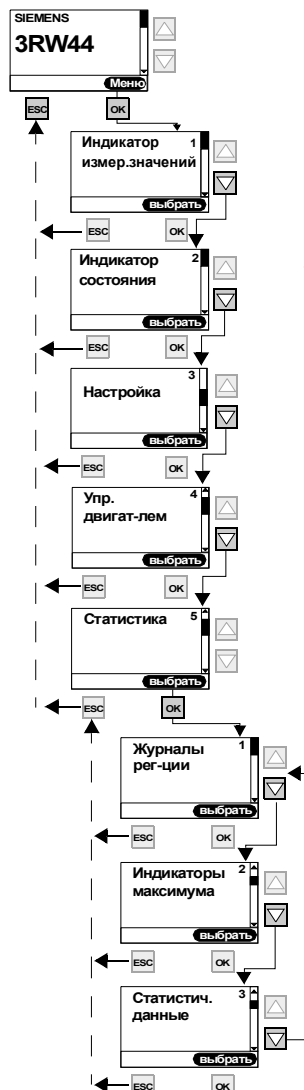 SIEMENS
3RW44
Меню
ESC
OK
Индикатор 1
измер.значений
выбрать
ESC
OK
Индикатор 2
состояния
выбрать
ESC
OK
3
Настройка
выбрать
ESC
OK
Упр. 4
двигат-лем
выбрать
ESC
OK
Статистика 5
выбрать
ESC
OK
Журналы 1
рег-ции
выбрать
ESC
OK
Индикаторы 2
максимума
выбрать
ESC
OK
Статистич. 3
данные
выбрать
ESC
OK